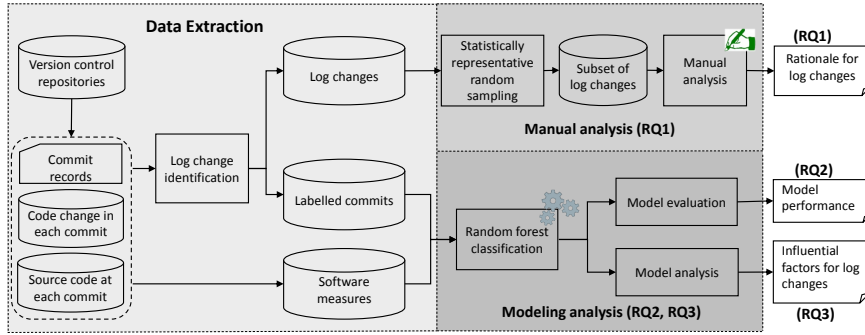 Data Extraction
Version control
repositories
Commit
records
Code change in
each commit
Source code at
each commit
Log change
identification
Log changes
Labelled commits
Software
measures
Statistically
representative
random
sampling
Subset of
log changes
Manual
analysis
Manual analysis (RQ1)
(RQ1)
Rationale for
log changes
Random forest
classification
Model evaluation
Model analysis
Modeling analysis (RQ2, RQ3)
(RQ2)
Model
performance
Influential
factors for log
changes
(RQ3)